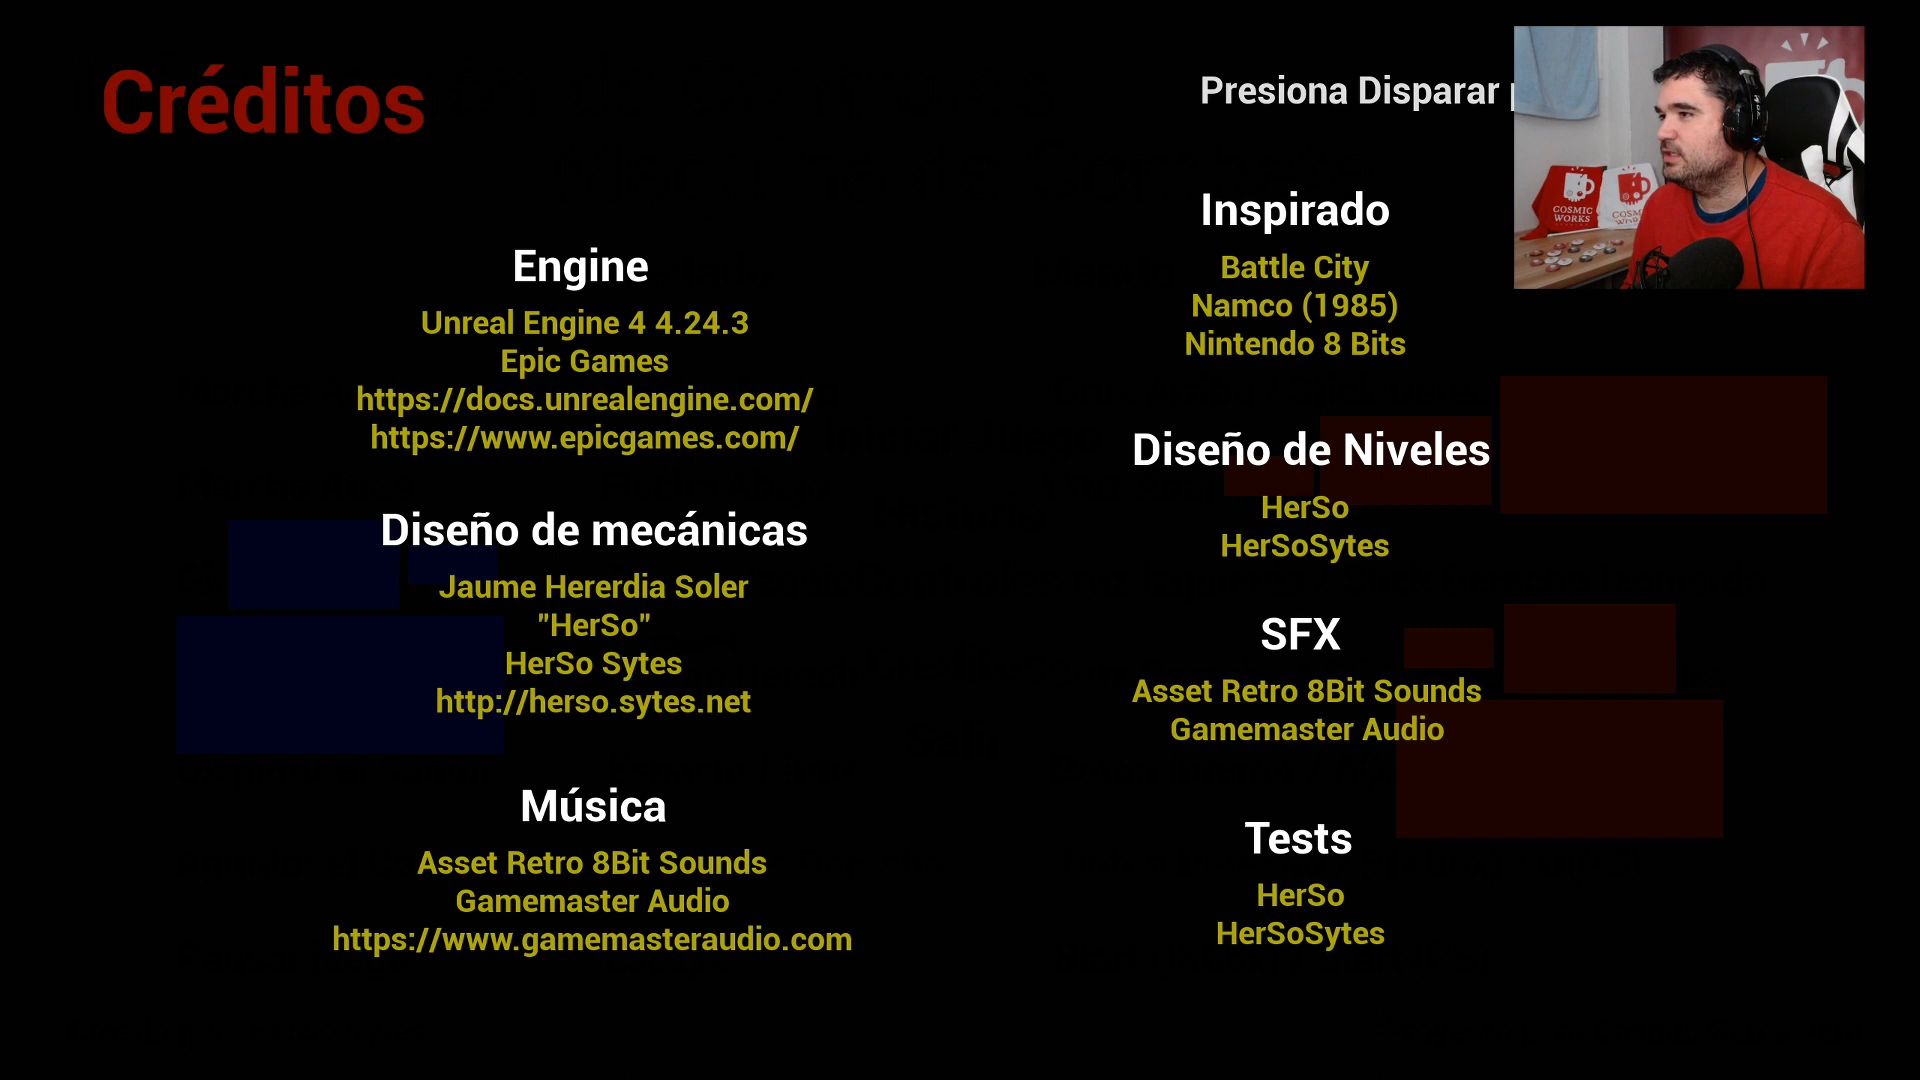 Créditos
Presiona Disparar
Engine
Unreal Engine 4 4.24.3
Epic Games
https://docs.unrealengine.com/
https://www.epicgames.com/
Diseño de mecánicas
Jaume Hererdia Soler
"HerSo"
HerSo Sytes
http://herso.sytes.net
Música
Asset Retro 8Bit Sounds
Gamemaster Audio
https://www.gamemasteraudio.com
Inspirado
Battle City
Namco (1985)
Nintendo 8 Bits
Diseño de Niveles
HerSo
HerSoSytes
SFX
Asset Retro 8Bit Sounds
Gamemaster Audio
Tests
HerSo
HerSoSytes
COSMIC
WORKS